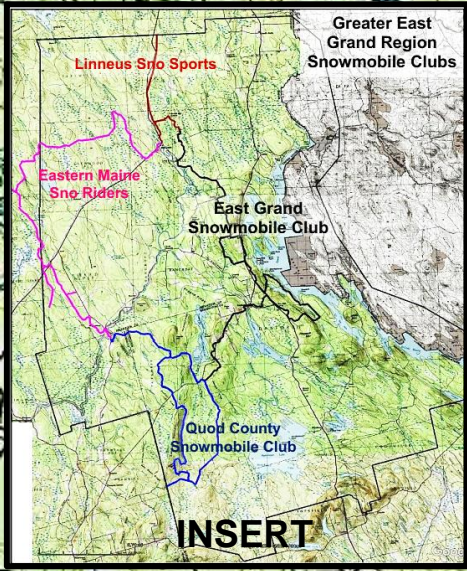 Greater East
Grand Region
Snowmobile Clubs
Linneus Sno Sports
Eastern Maine
Sno Riders
East Grand
Snowmobile Club
Quod County
Snowmobile Club
INSERT